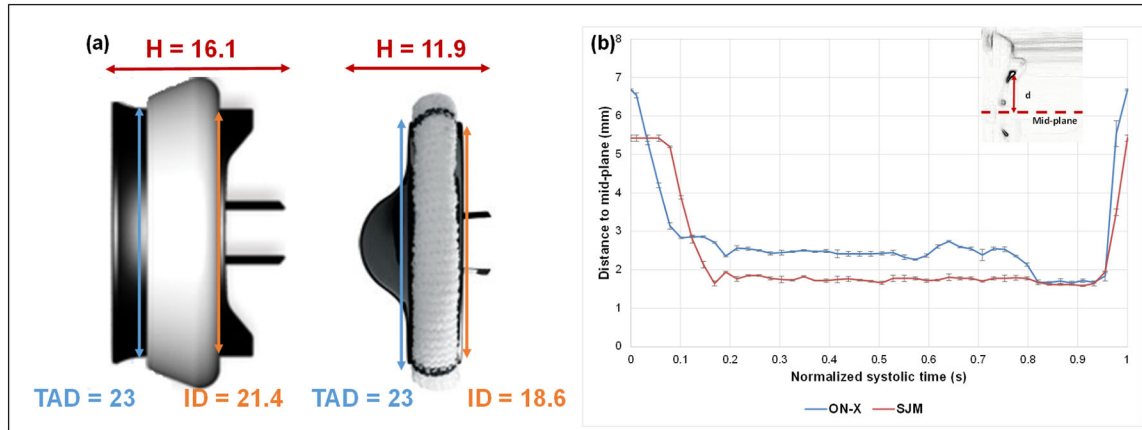 (a)
H = 16.1
H = 11.9
TAD = 23
ID = 21.4
TAD = 23
ID = 18.6
(b)
8
7
6
5
4
3
2
1
0
Distance to mid-plane (mm)
d
Mid-plane
0 0.1 0.2 0.3 0.4 0.5 0.6 0.7 0.8 0.9 1
Normalized systolic time (s)
ON-X SJM